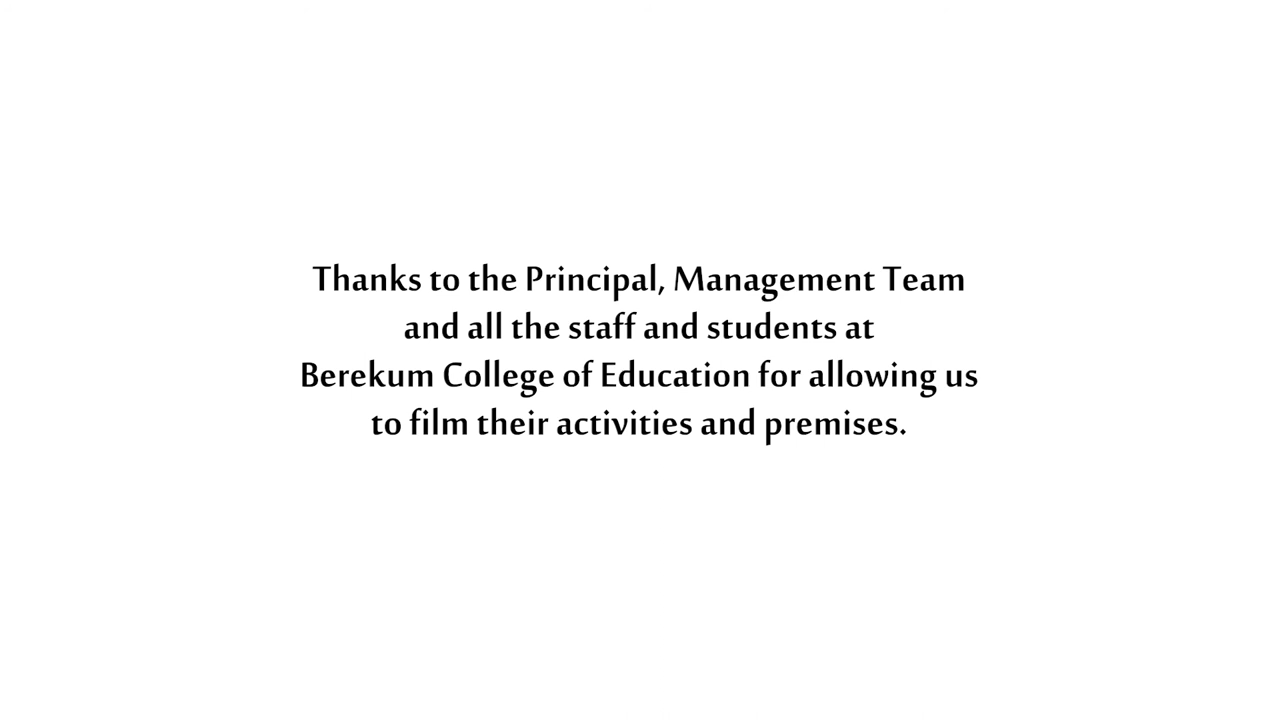 Thanks to the Principal, Management Team
and all the staff and students at
Berekum College of Education for allowing us
to film their activities and premises.